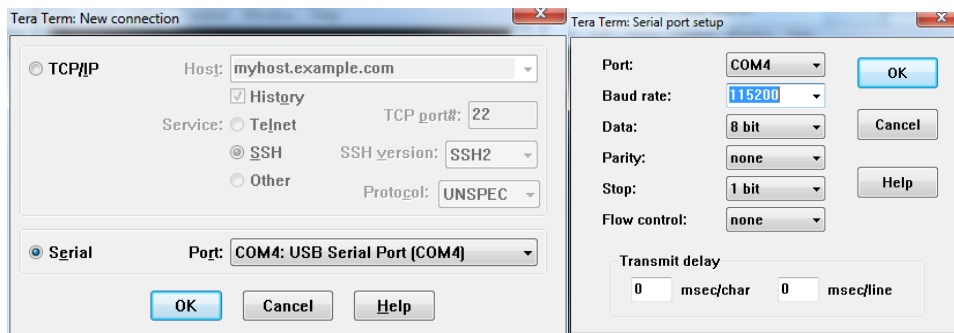 Tera Term: New connection
TCP/IP Host: myhost.example.com
History
Service: Telnet TCP port#: 22
SSH SSH version: SSH2
Other Protocol: UNSPEC
Serial Port: COM4: USB Serial Port (COM4)
OK Cancel Help
Tera Term: Serial port setup
Port: COM4 OK
Baud rate: 115200
Data: 8 bit Cancel
Parity: none
Stop: 1 bit Help
Flow control: none
Transmit delay
0 msec/char 0 msec/line